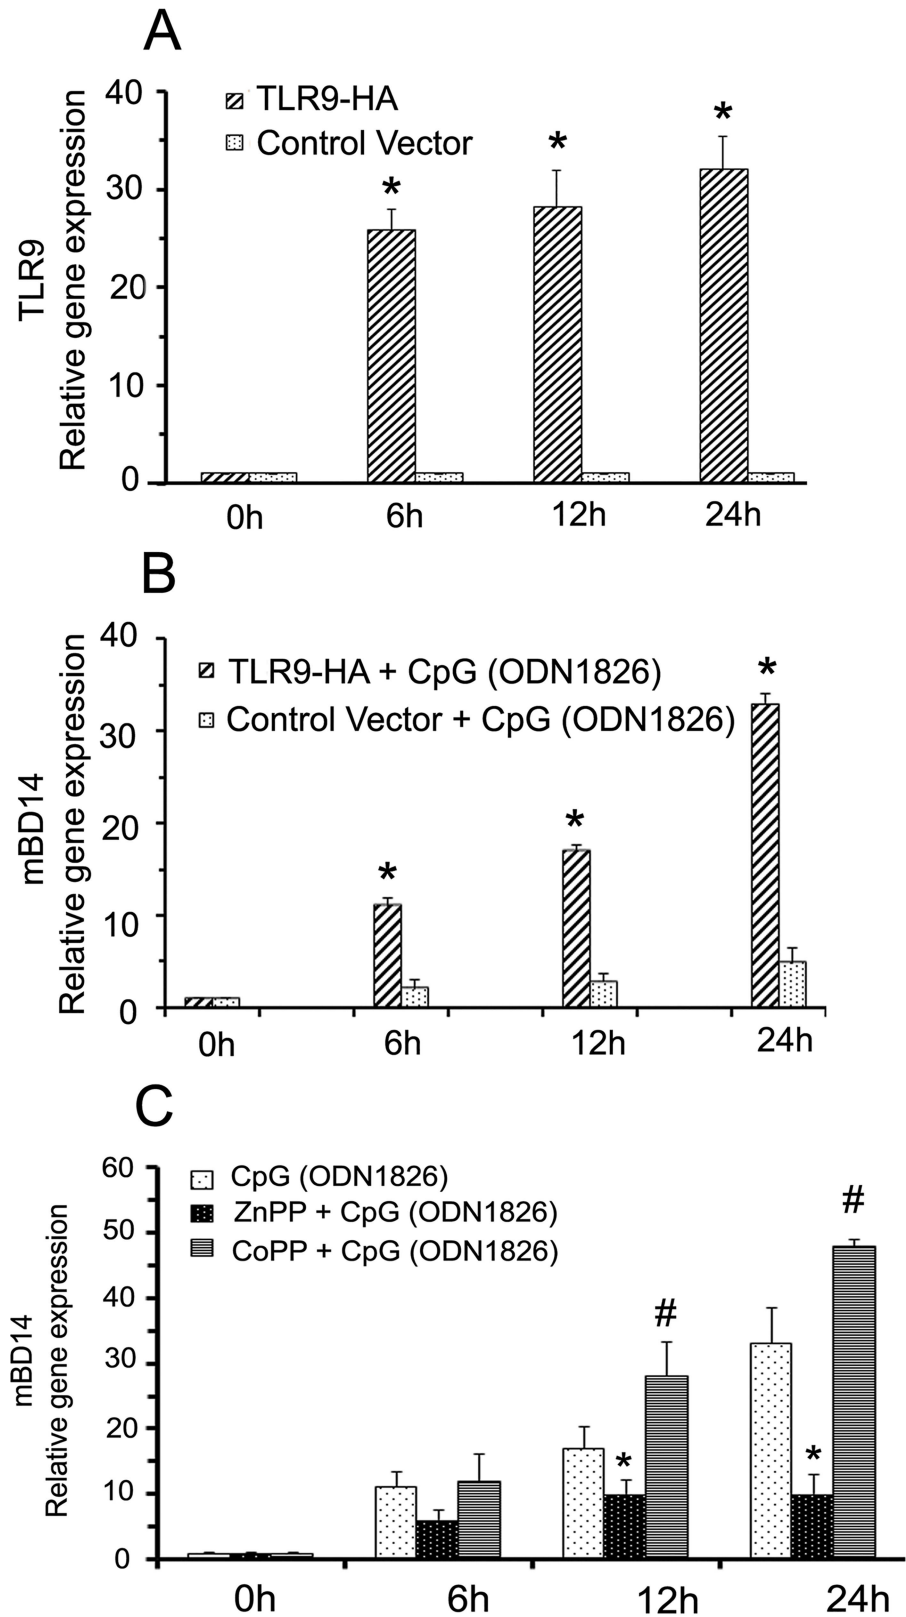 A
TLR9
Relative gene expression
40
30
20
10
0
TLR9-HA
Control Vector
*
*
*
0h
6h
12h
24h
B
mBD14
Relative gene expression
40
30
20
10
0
TLR9-HA + CpG (ODN1826)
Control Vector + CpG (ODN1826)
*
*
*
0h
6h
12h
24h
C
mBD14
Relative gene expression
60
50
40
30
20
10
0
CpG (ODN1826)
ZnPP + CpG (ODN1826)
CoPP + CpG (ODN1826)
*
#
*
#
0h
6h
12h
24h